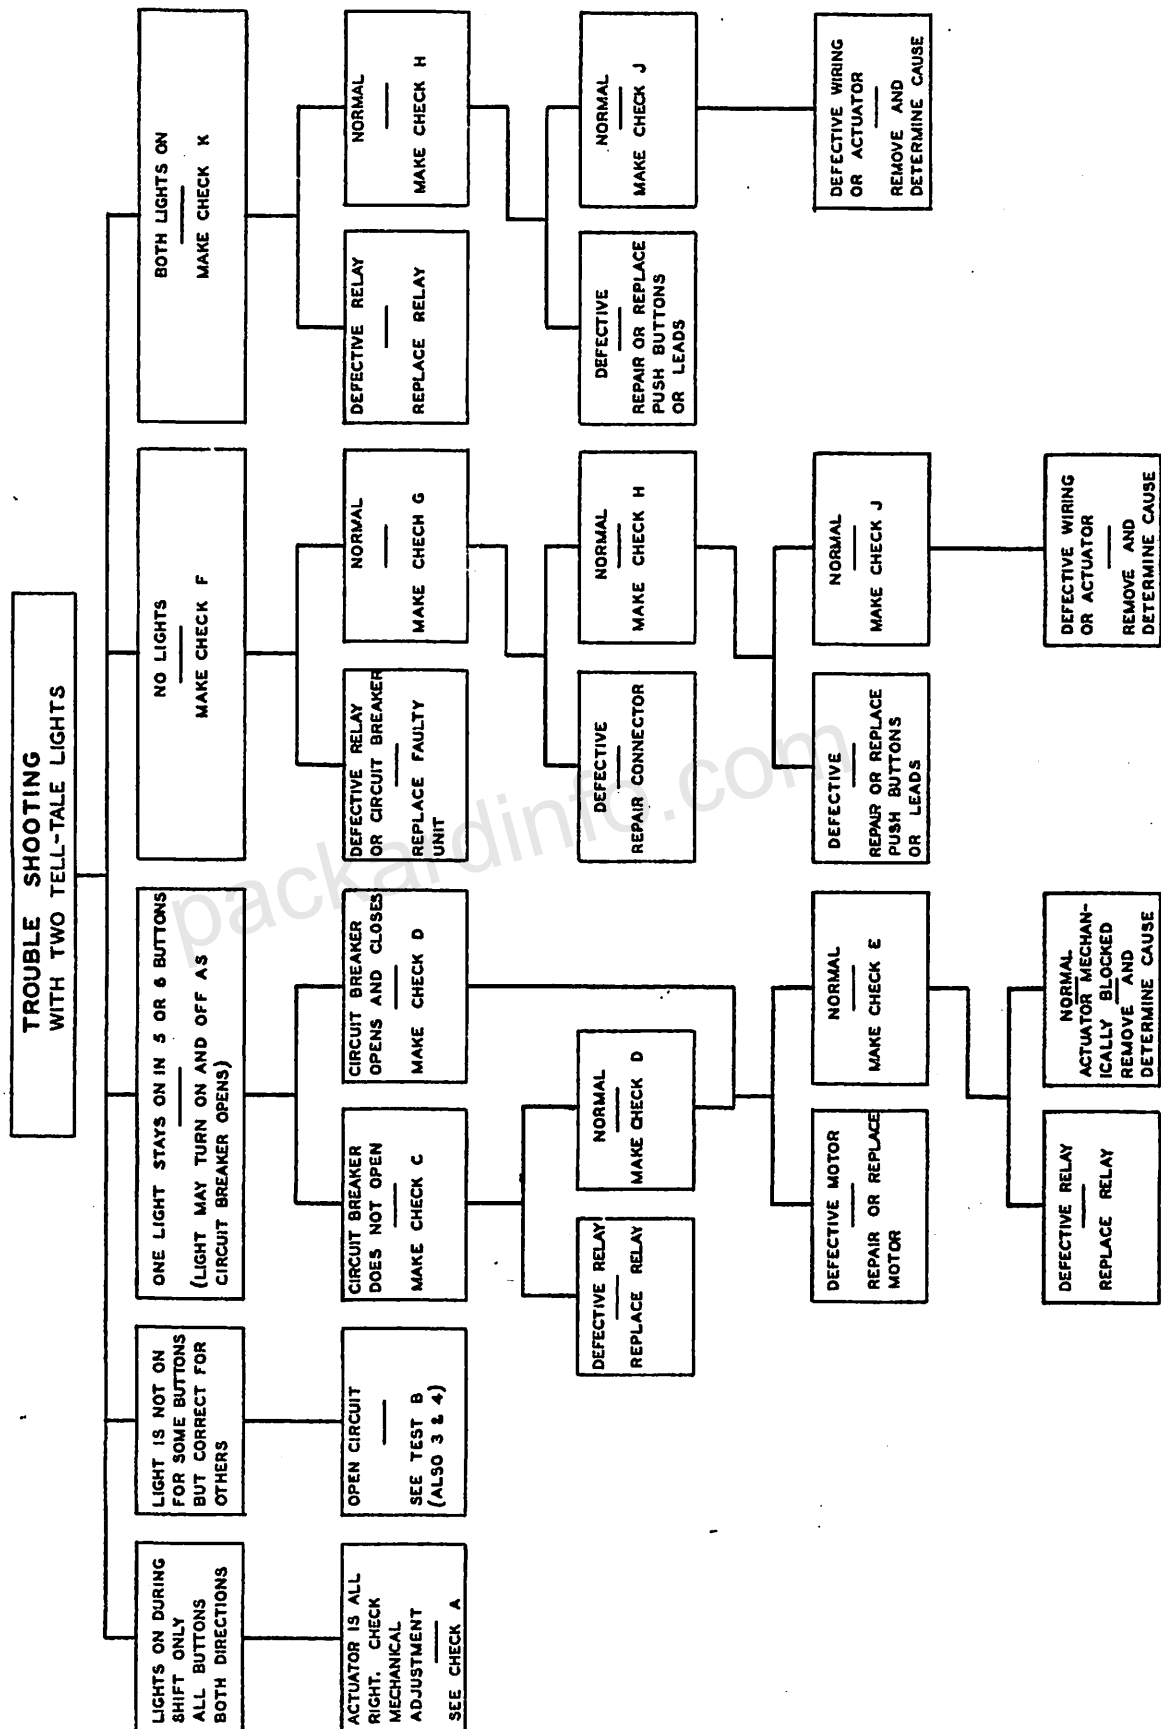 TROUBLE SHOOTING
WITH TWO TELL-TALE LIGHTS
LIGHTS ON DURING
SHIFT ONLY
ALL BUTTONS
BOTH DIRECTIONS
LIGHT IS NOT ON
FOR SOME BUTTONS
BUT CORRECT FOR
OTHERS
ONE LIGHT STAYS ON IN 5 OR 6 BUTTONS
(LIGHT MAY TURN ON AND OFF AS
CIRCUIT BREAKER OPENS)
NO LIGHTS
MAKE CHECK F
BOTH LIGHTS ON
MAKE CHECK K
ACTUATOR IS ALL
RIGHT. CHECK
MECHANICAL
ADJUSTMENT
SEE CHECK A
OPEN CIRCUIT
SEE TEST B
(ALSO 3 & 4)
CIRCUIT BREAKER
DOES NOT OPEN
MAKE CHECK C
CIRCUIT BREAKER
OPENS AND CLOSES
MAKE CHECK D
DEFECTIVE RELAY
OR CIRCUIT BREAKER
REPLACE FAULTY
UNIT
NORMAL
MAKE CHECH G
DEFECTIVE RELAY
REPLACE RELAY
NORMAL
MAKE CHECK H
DEFECTIVE RELAY
REPLACE RELAY
NORMAL
MAKE CHECK D
DEFECTIVE
REPAIR CONNECTOR
NORMAL
MAKE CHECK H
DEFECTIVE
REPAIR OR REPLACE
PUSH BUTTONS
OR LEADS
NORMAL
MAKE CHECK J
DEFECTIVE MOTOR
REPAIR OR REPLACE
MOTOR
NORMAL
MAKE CHECK E
DEFECTIVE
REPAIR OR REPLACE
PUSH BUTTONS
OR LEADS
NORMAL
MAKE CHECK J
DEFECTIVE WIRING
OR ACTUATOR
REMOVE AND
DETERMINE CAUSE
DEFECTIVE RELAY
REPLACE RELAY
NORMAL
ACTUATOR MECHAN-
ICALLY BLOCKED
REMOVE AND
DETERMINE CAUSE
DEFECTIVE WIRING
OR ACTUATOR
REMOVE AND
DETERMINE CAUSE
packardinfo.com